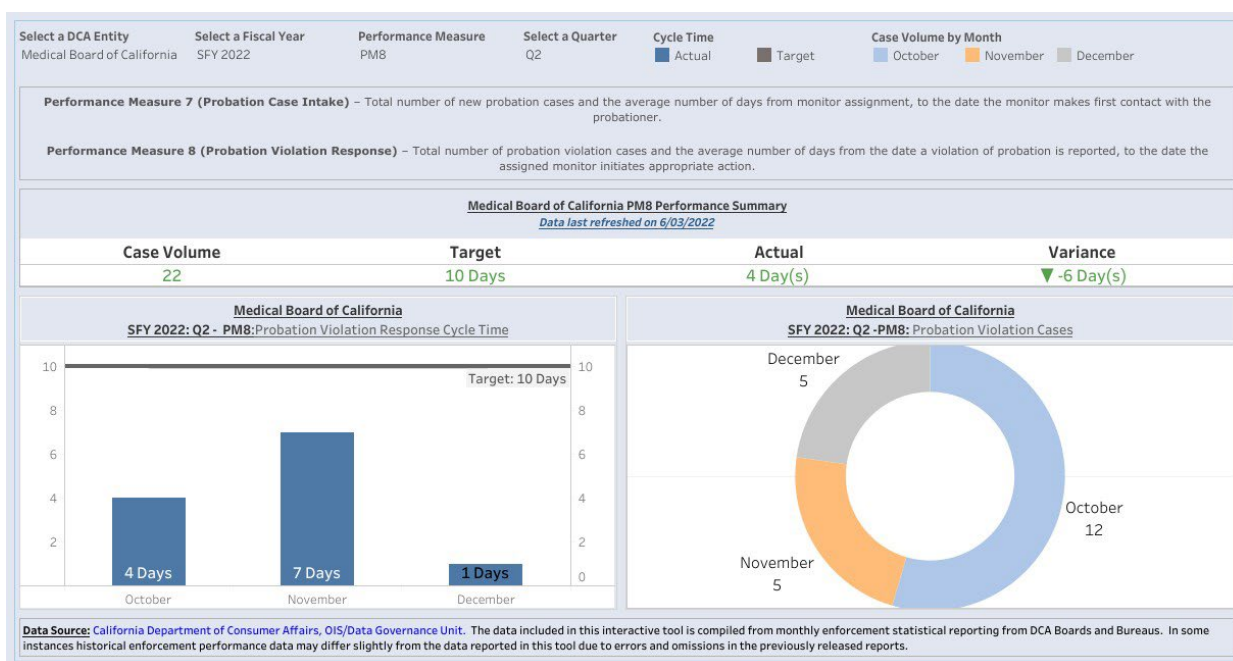 Select a DCA Entity
Medical Board of California
Select a Fiscal Year
SFY 2022
Performance Measure
PM8
Select a Quarter
Q2
Cycle Time
Actual
Target
Case Volume by Month
October
November
December
Performance Measure 7 (Probation Case Intake) – Total number of new probation cases and the average number of days from monitor assignment, to the date the monitor makes first contact with the
probationer.
Performance Measure 8 (Probation Violation Response) – Total number of probation violation cases and the average number of days from the date a violation of probation is reported, to the date the
assigned monitor initiates appropriate action.
Medical Board of California PM8 Performance Summary
Data last refreshed on 6/03/2022
Case Volume Target Actual Variance
22 10 Days 4 Day(s) ▼ -6 Day(s)
Medical Board of California
SFY 2022: Q2 - PM8:Probation Violation Response Cycle Time
10
8
6
4
2
Target: 10 Days
10
8
6
4
2
0
4 Days
7 Days
1 Days
October
November
December
Medical Board of California
SFY 2022: Q2 -PM8: Probation Violation Cases
December
5
October
12
November
5
Data Source: California Department of Consumer Affairs, OIS/Data Governance Unit. The data included in this interactive tool is compiled from monthly enforcement statistical reporting from DCA Boards and Bureaus. In some
instances historical enforcement performance data may differ slightly from the data reported in this tool due to errors and omissions in the previously released reports.